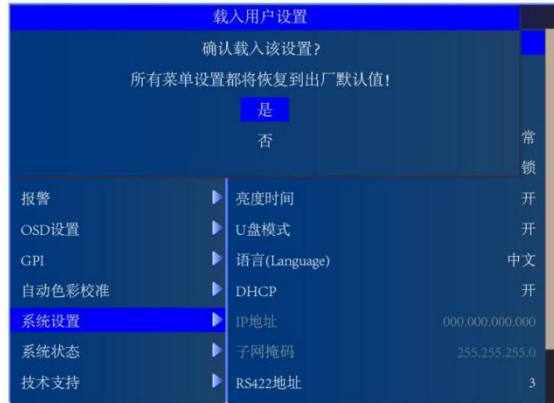 载入用户设置
确认载入该设置?
所有菜单设置都将恢复到出厂默认值!
是
否
常
锁
报警 亮度时间 开
OSD设置 U盘模式 开
GPI 语言(Language) 中文
自动色彩校准 DHCP 开
系统设置 IP地址 000.000.000.000
系统状态 子网掩码 255.255.255.0
技术支持 RS422地址 3